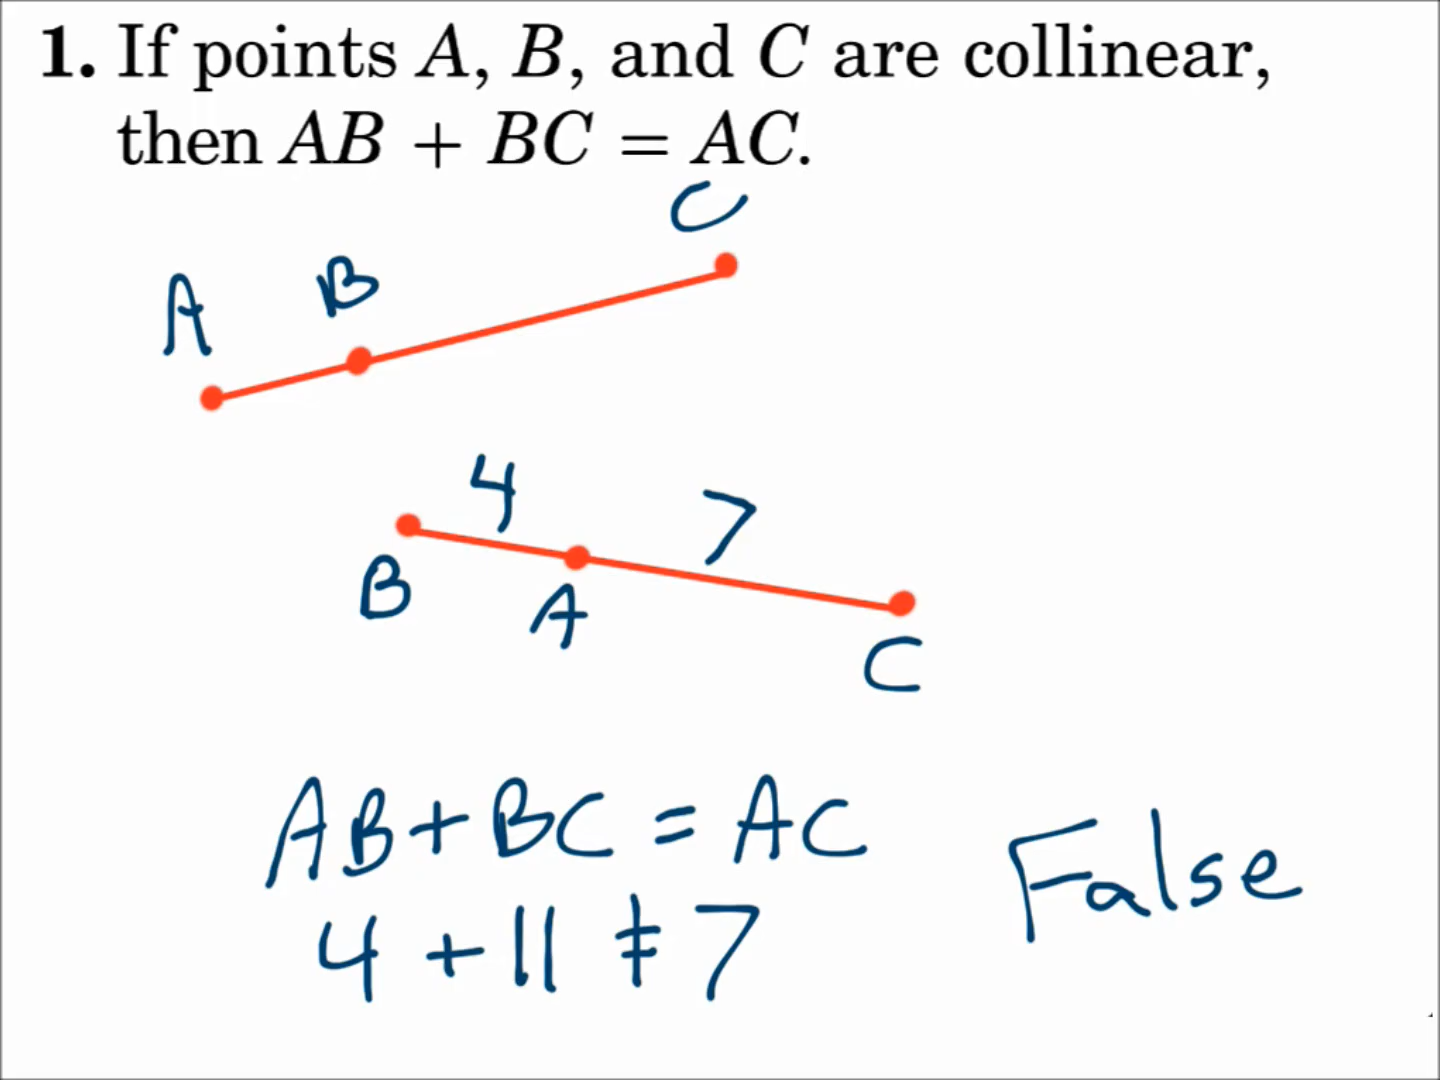 1. If points A, B, and C are collinear,
then AB + BC = AC.
C
A B
4 7
B A C
AB+BC = AC
4 + 11 ≠ 7 False